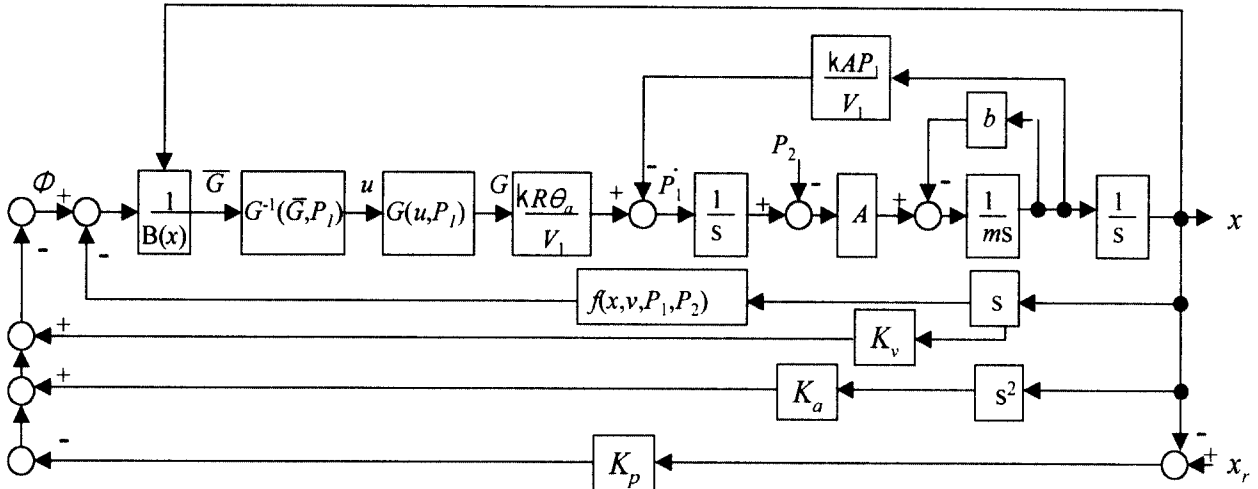 kAP₁
V₁
b
P₂
Φ
+
-
1
B(x)
G̅
G⁻¹(G̅,P₁)
u
G(u,P₁)
G
kRθₐ
V₁
+
-
Ṗ₁
1
s
+
-
A
+
-
1
ms
1
s
x
-
-
f(x,v,P₁,P₂)
s
+
Kᵥ
+
Kₐ
s²
-
Kₚ
-
+
xᵣ